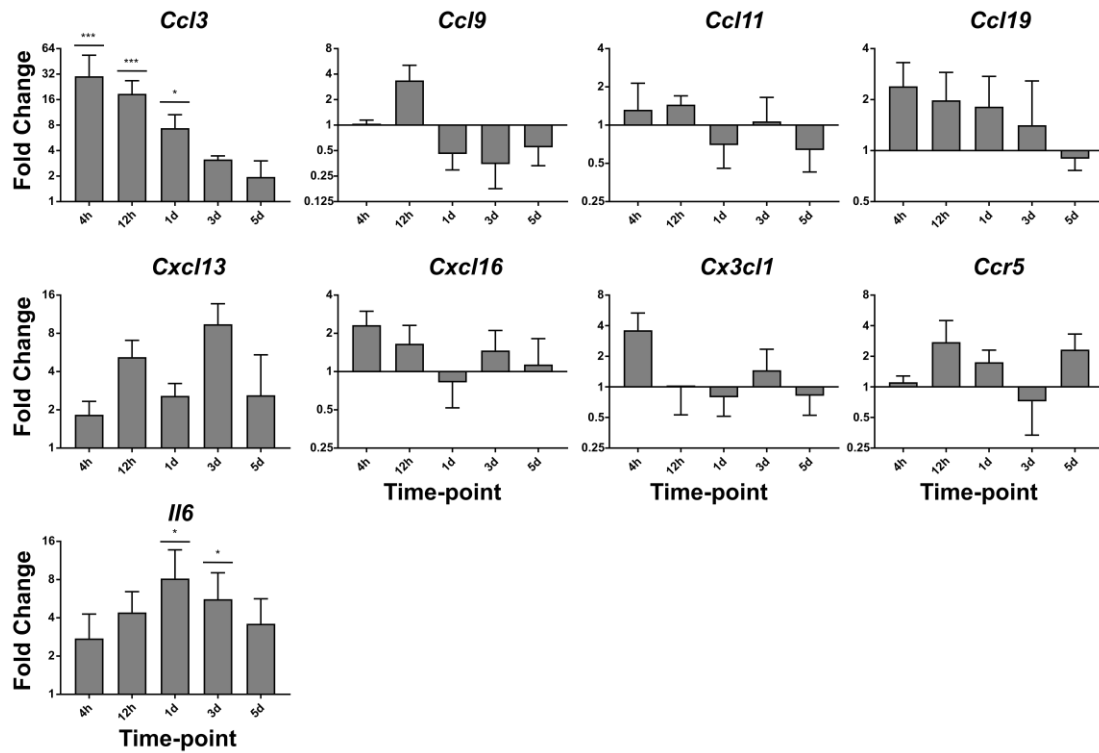 Ccl3 Ccl9 Ccl11 Ccl19
Fold Change
64 32 16 8 4 2 1
*** *** *
4h 12h 1d 3d 5d
8 4 2 1 0.5 0.25 0.125
4h 12h 1d 3d 5d
4 2 1 0.5 0.25
4h 12h 1d 3d 5d
4 2 1 0.5
4h 12h 1d 3d 5d
Cxcl13 Cxcl16 Cx3cl1 Ccr5
Fold Change
16 8 4 2 1
4h 12h 1d 3d 5d
4 2 1 0.5 0.25
4h 12h 1d 3d 5d
Time-point
8 4 2 1 0.5 0.25
4h 12h 1d 3d 5d
Time-point
8 4 2 1 0.5 0.25
4h 12h 1d 3d 5d
Time-point
Il6
Fold Change
16 8 4 2 1
* *
4h 12h 1d 3d 5d
Time-point